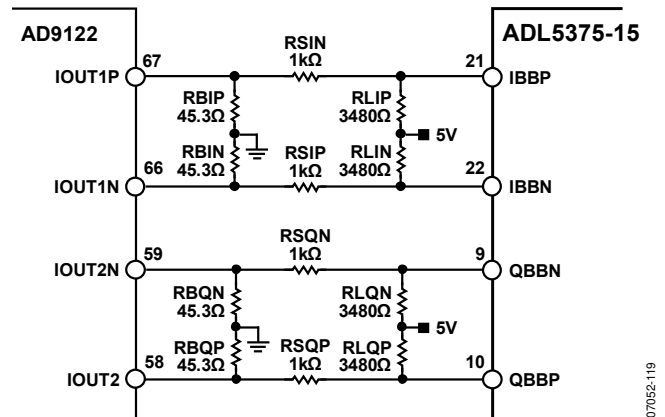 AD9122
ADL5375-15
67
RSIN
1kΩ
21
IOUT1P
IBBP
RBIP
45.3Ω
RLIP
3480Ω
5V
RBIN
45.3Ω
RSIP
1kΩ
RLIN
3480Ω
66
22
IOUT1N
IBBN
59
RSQN
1kΩ
9
IOUT2N
QBBN
RBQN
45.3Ω
RLQN
3480Ω
5V
RBQP
45.3Ω
RSQP
1kΩ
RLQP
3480Ω
58
10
IOUT2
QBBP
07052-119